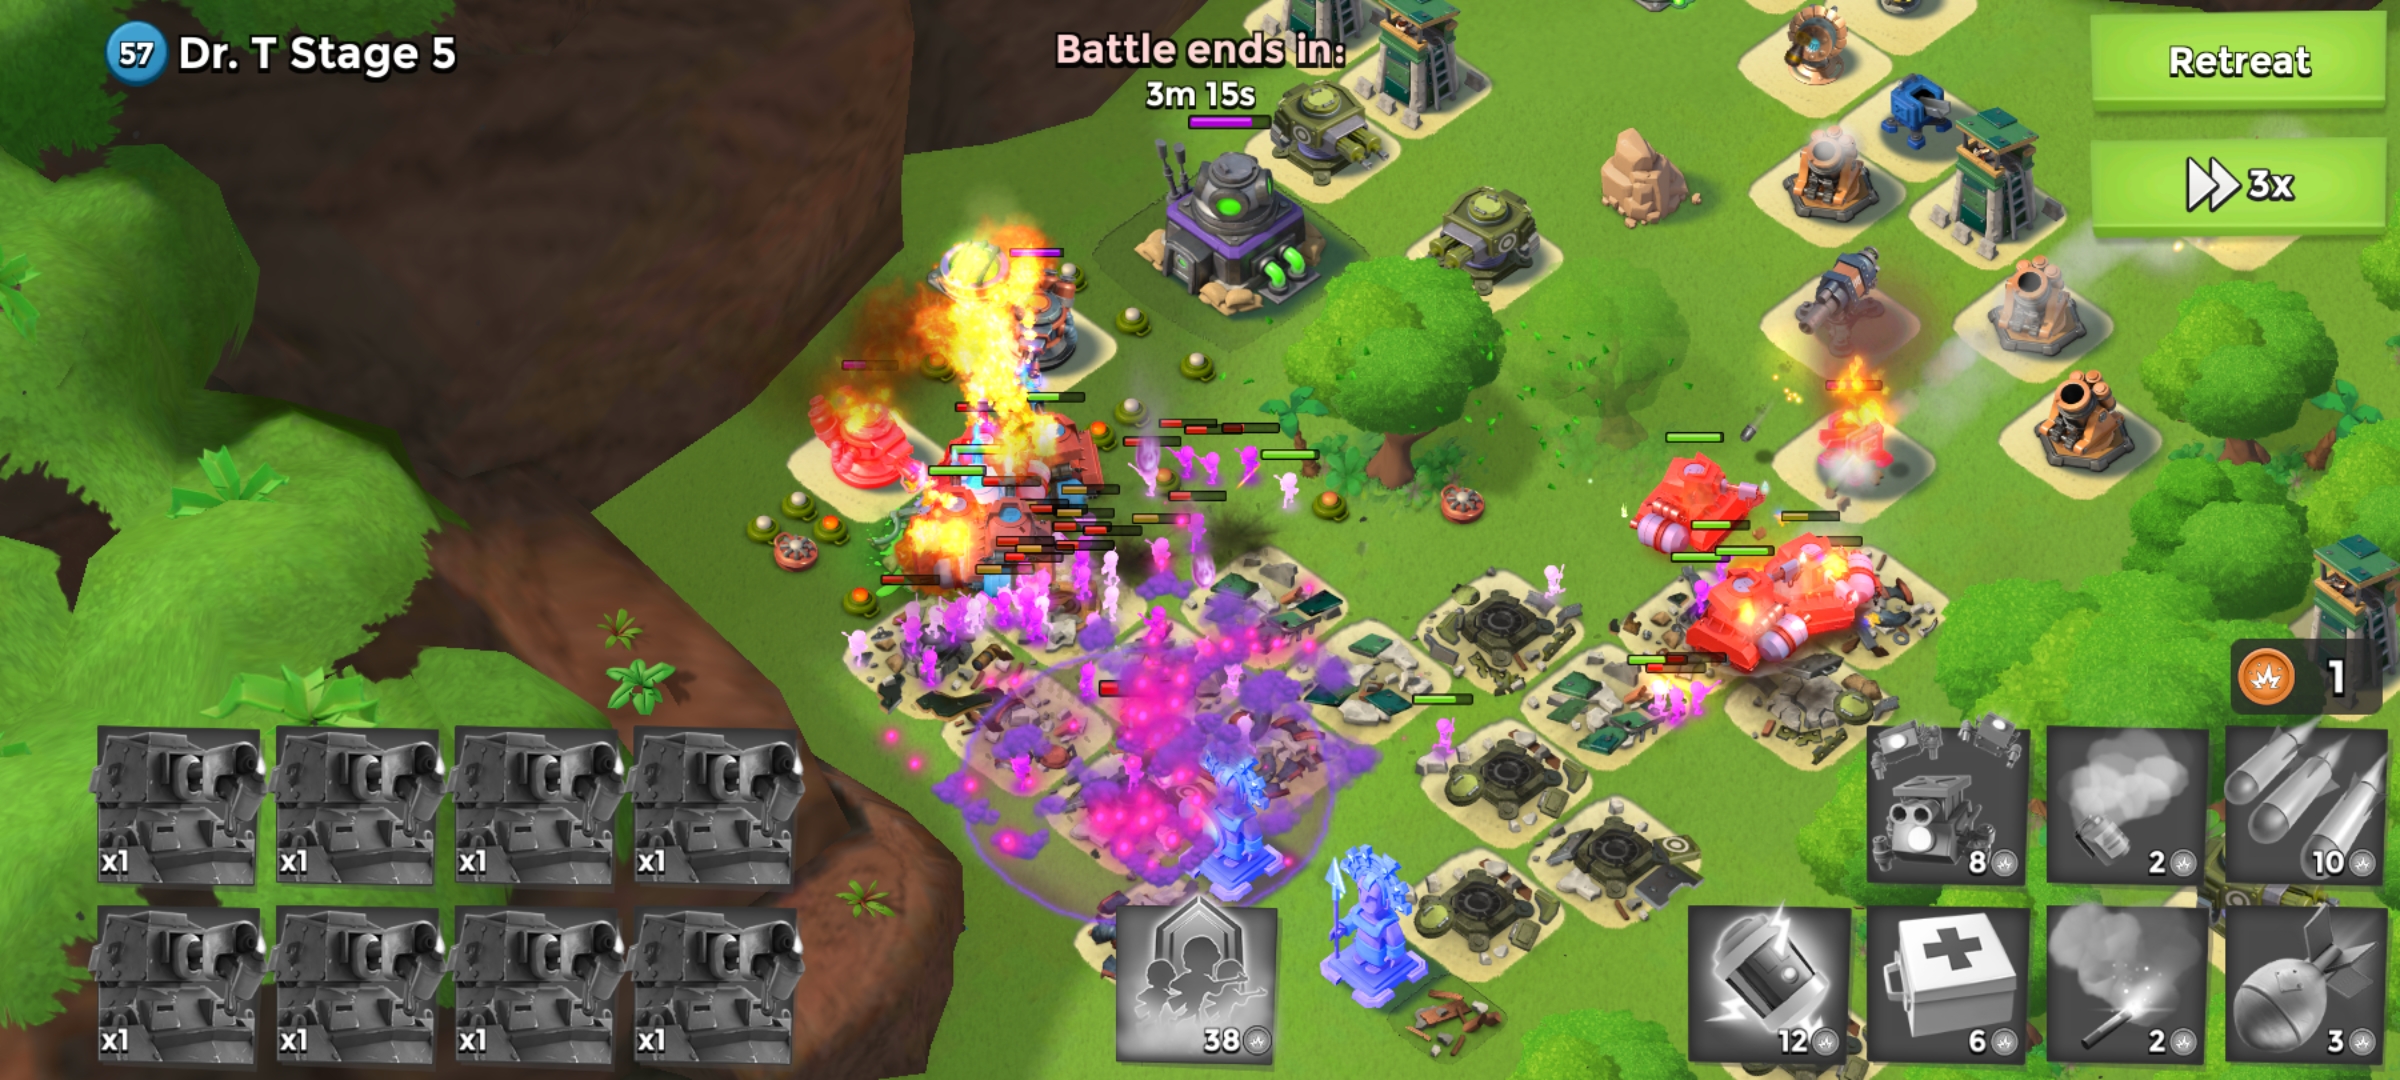 57 Dr. T Stage 5
Battle ends in:
3m 15s
Retreat
3x
1
x1 x1 x1 x1
8 2 10
x1 x1 x1 x1
38 12 6 2 3